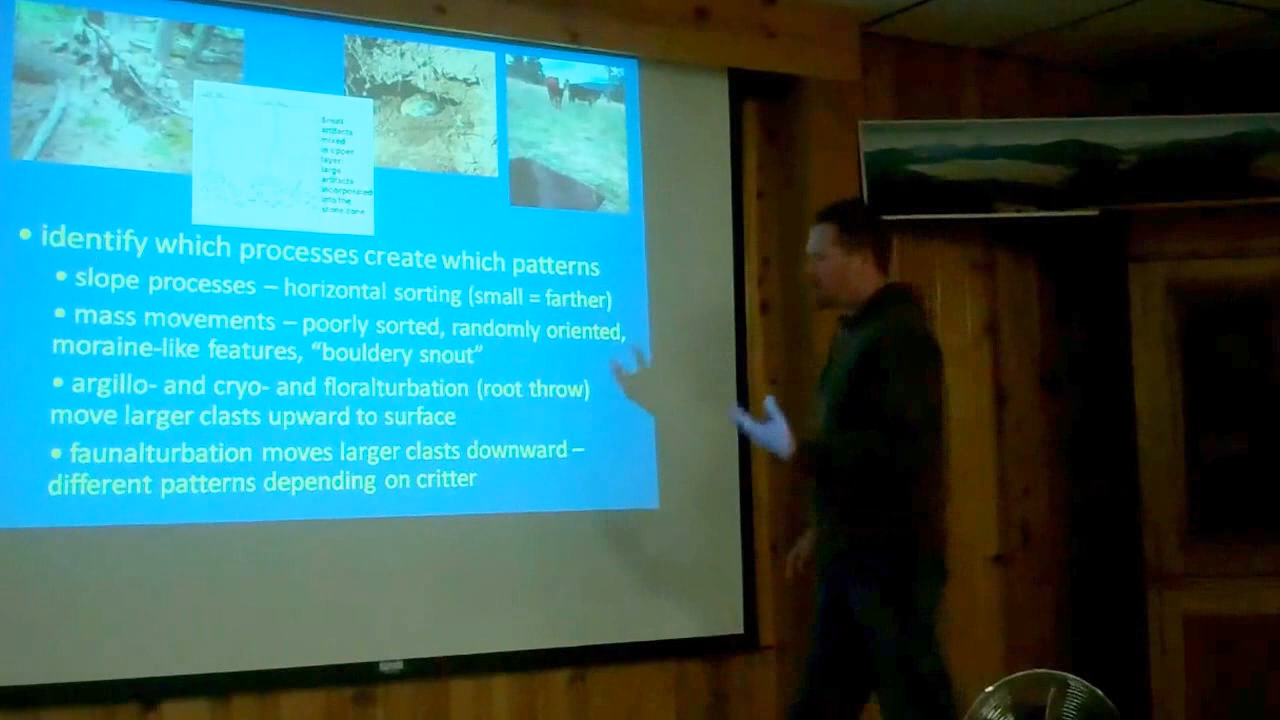 Small
artifacts
mixed
in upper
layer
large
artifacts
incorporated
into the
stone zone
• identify which processes create which patterns
• slope processes – horizontal sorting (small = farther)
• mass movements – poorly sorted, randomly oriented,
moraine-like features, "bouldery snout"
• argillo- and cryo- and floralturbation (root throw)
move larger clasts upward to surface
• faunalturbation moves larger clasts downward –
different patterns depending on critter